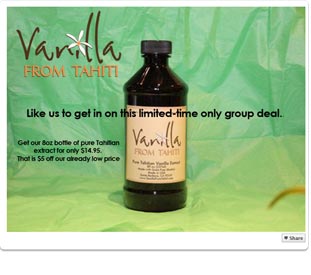 Vanilla
FROM TAHITI
Like us to get in on this limited-time only group deal..
Get our 8oz bottle of pure Tahitian
extract for only $14.95.
That is $5 off our already low price
Vanilla
FROM TAHITI
Pure Tahitian Vanilla Extract
Share